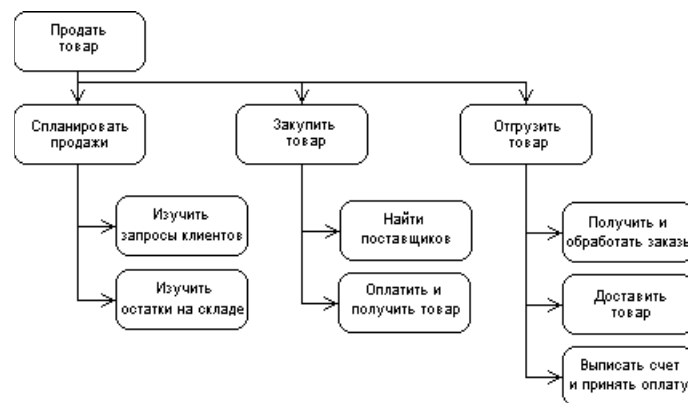 Продать
товар
Спланировать
продажи
Закупить
товар
Отгрузить
товар
Изучить
запросы клиентов
Изучить
остатки на складе
Найти
поставщиков
Оплатить и
получить товар
Получить и
обработать заказы
Доставить
товар
Выписать счет
и принять оплату